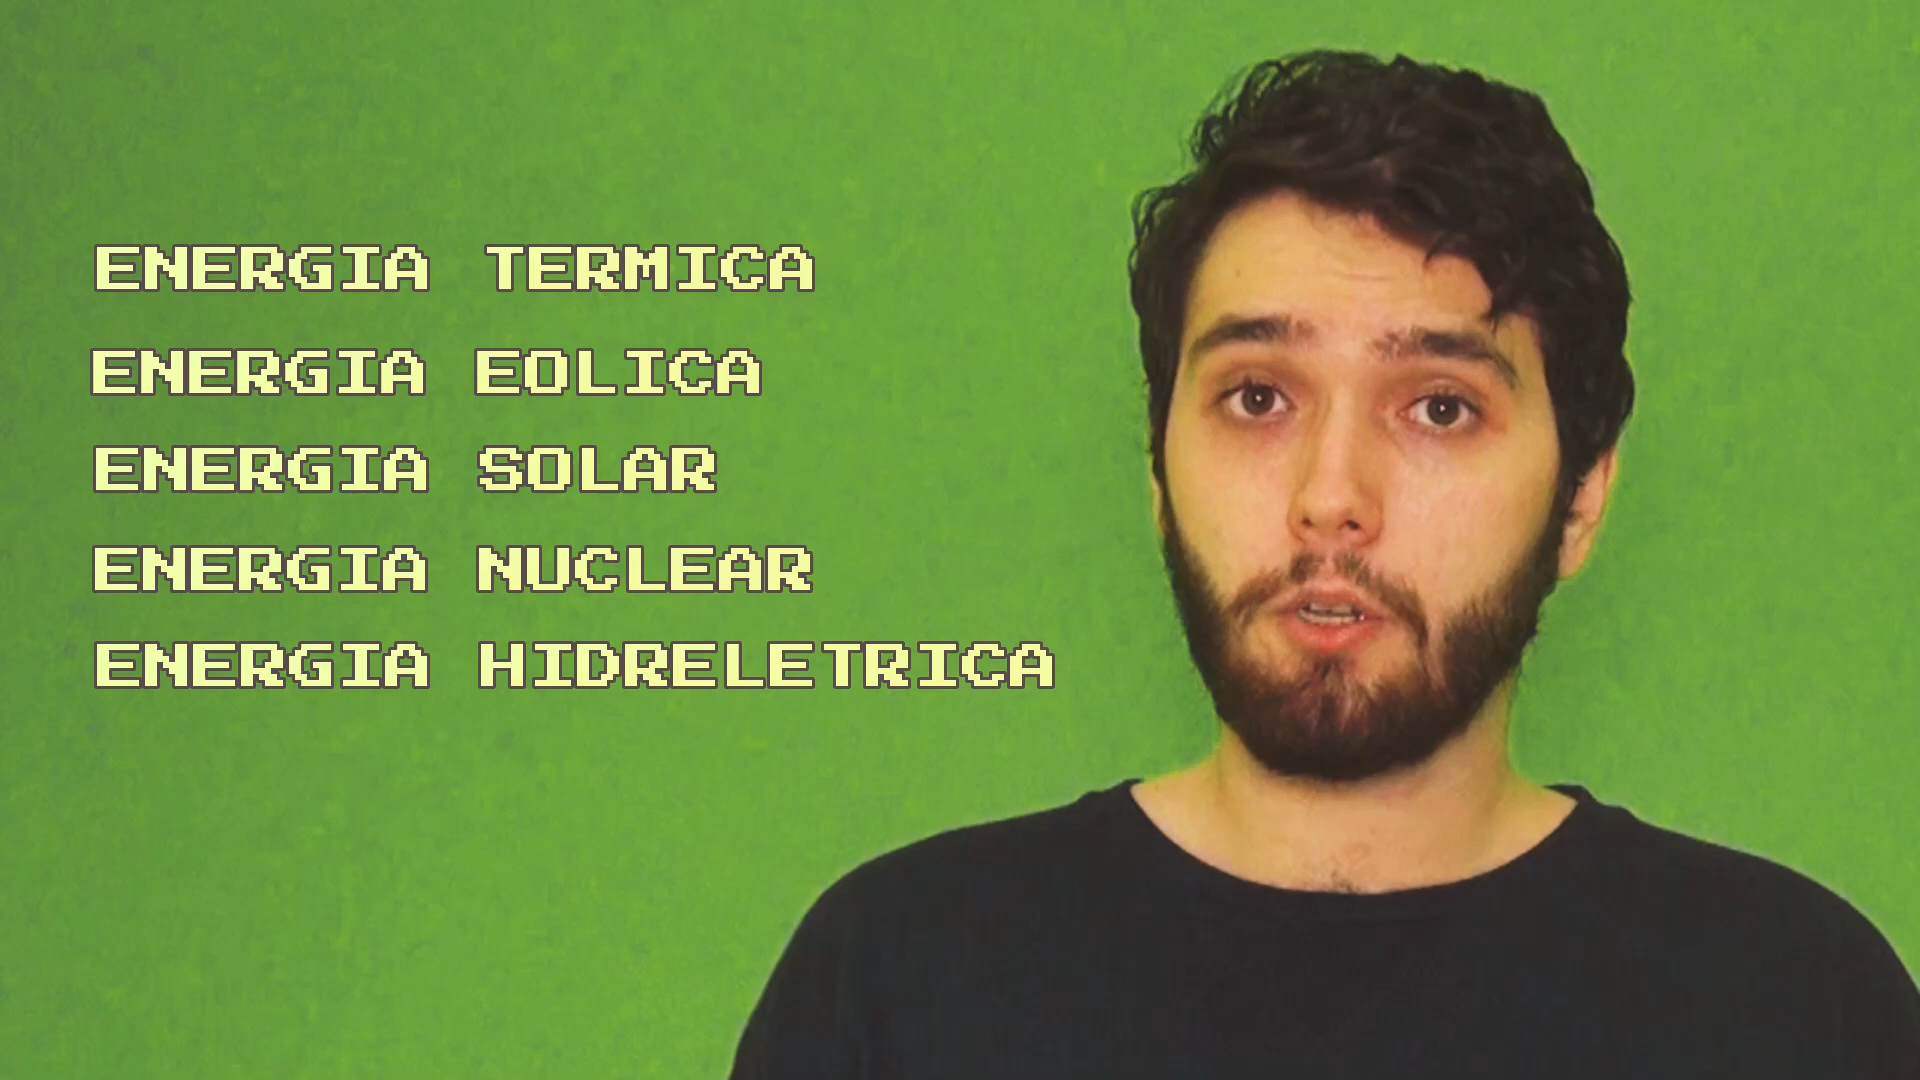 ENERGIA TERMICA
ENERGIA EOLICA
ENERGIA SOLAR
ENERGIA NUCLEAR
ENERGIA HIDRELETRICA